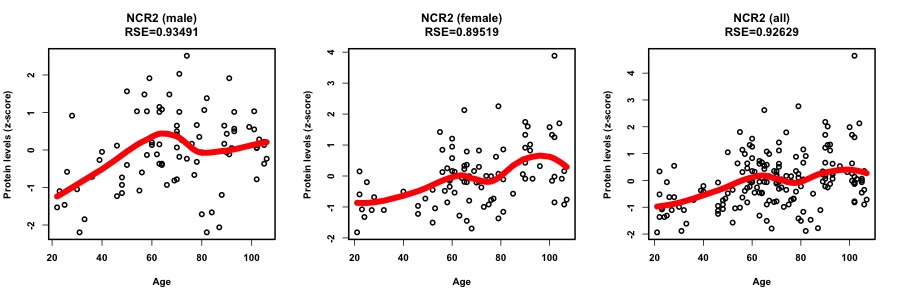 NCR2 (male)
RSE=0.93491
Protein levels (z-score)
2
1
0
-1
-2
20
40
60
80
100
Age
NCR2 (female)
RSE=0.89519
Protein levels (z-score)
4
3
2
1
0
-1
-2
20
40
60
80
100
Age
NCR2 (all)
RSE=0.92629
Protein levels (z-score)
4
3
2
1
0
-1
-2
20
40
60
80
100
Age